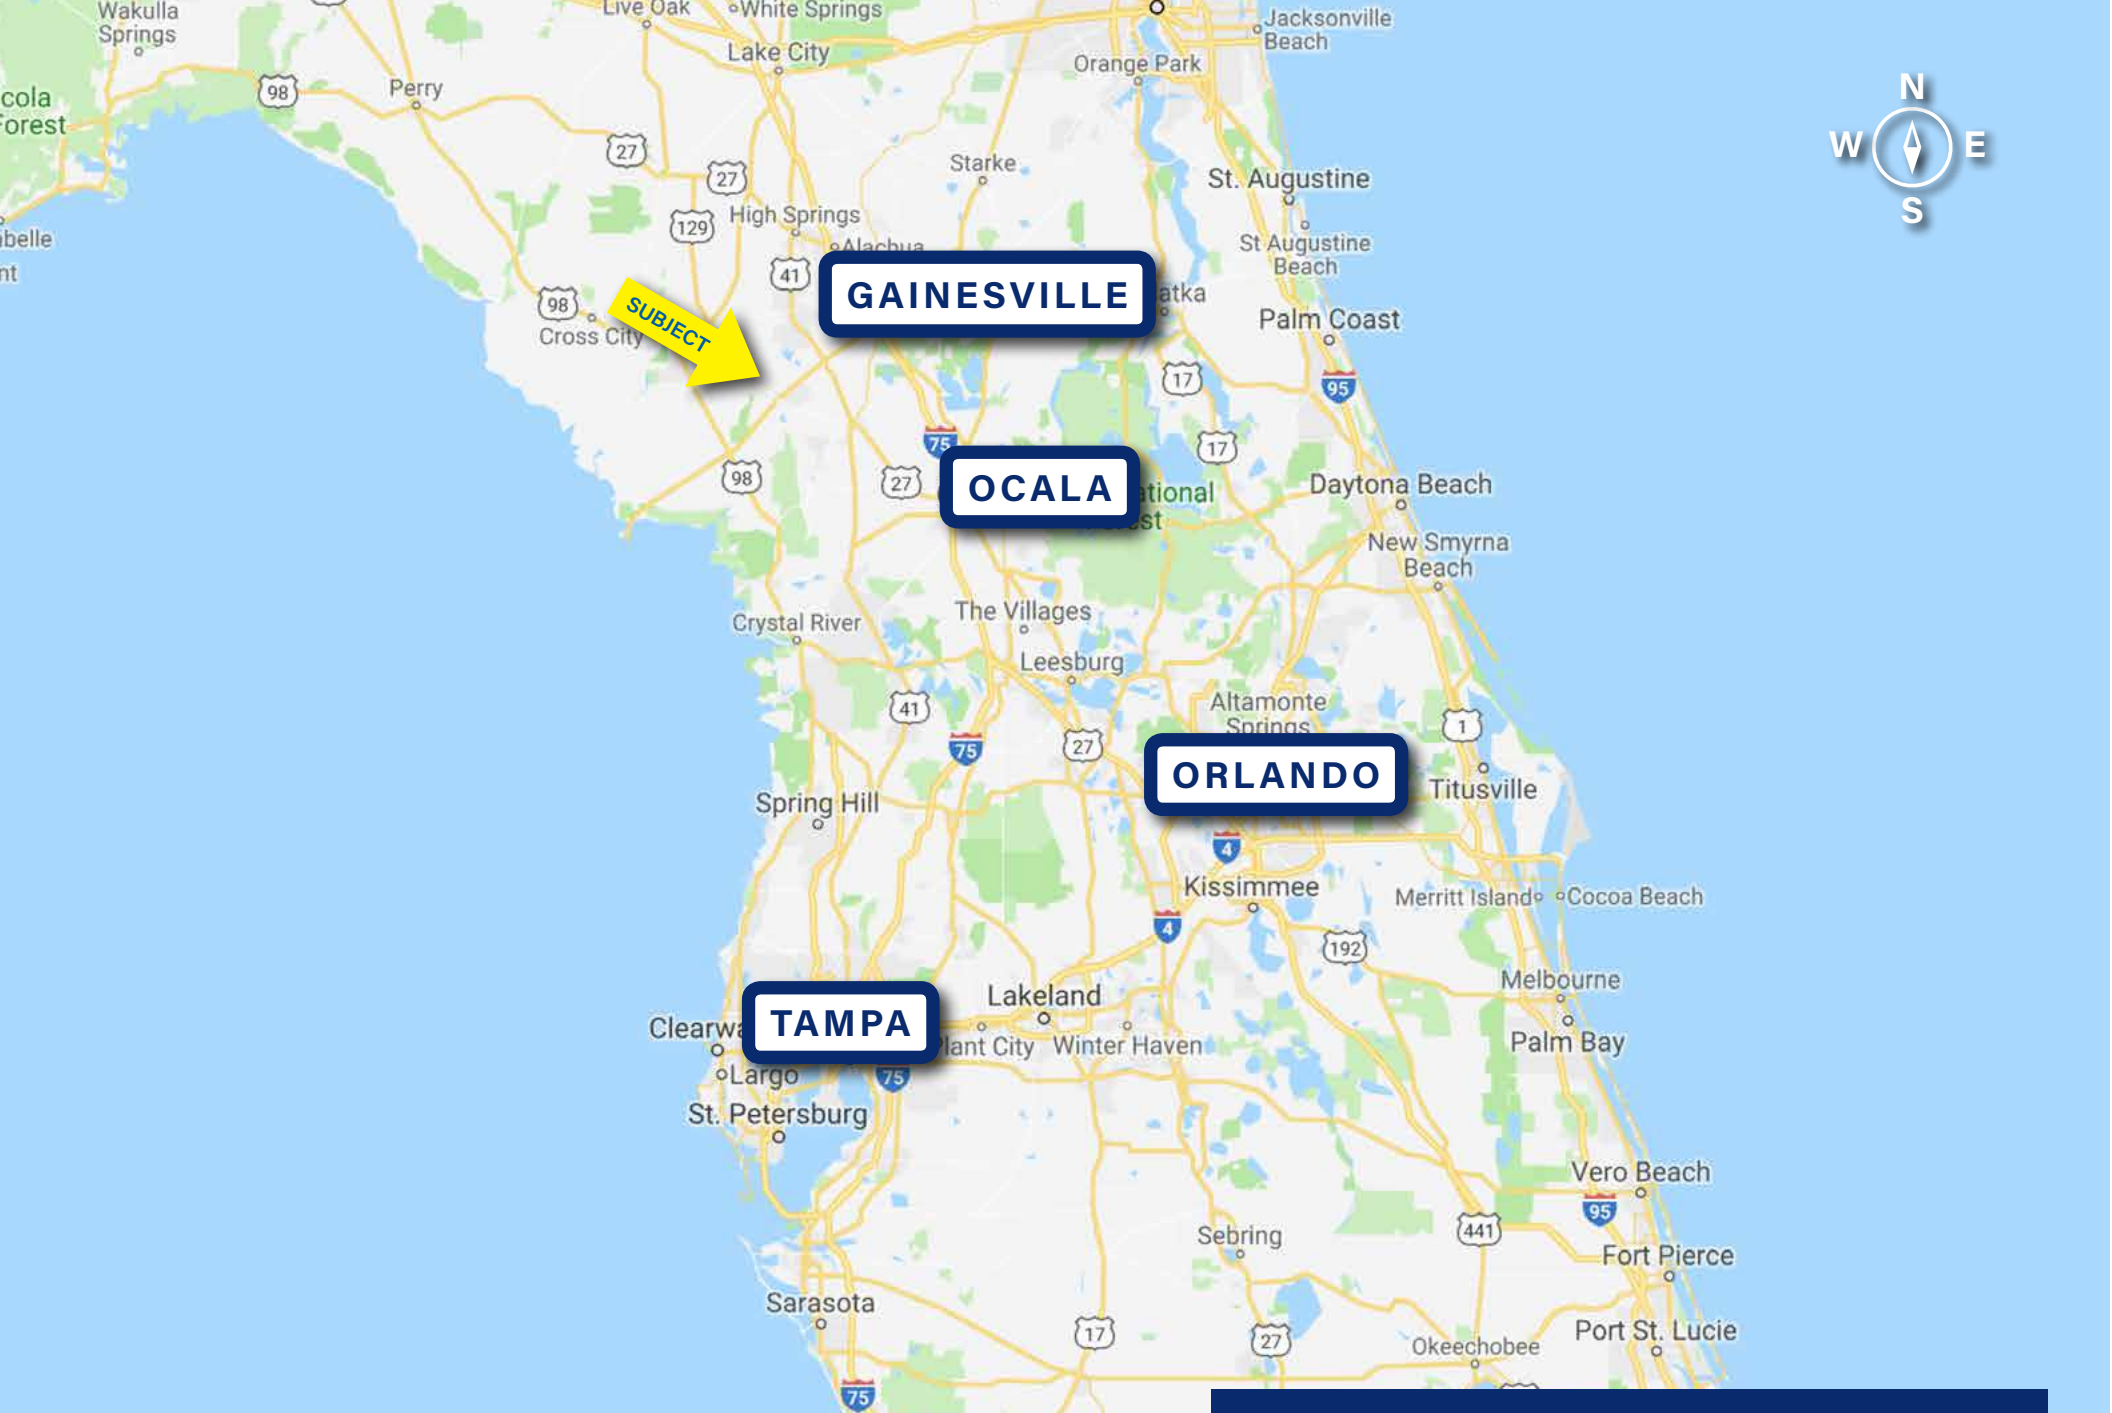 Wakulla
Springs
Live Oak
White Springs
Lake City
Jacksonville
Beach
Orange Park
cola
Forest
98
Perry
N
W
E
S
27
27
Starke
St. Augustine
129
High Springs
Alachua
St Augustine
Beach
belle
nt
41
GAINESVILLE
atka
98
Cross City
SUBJECT
Palm Coast
17
95
75
17
98
27
OCALA
ational
Forest
Daytona Beach
New Smyrna
Beach
The Villages
Crystal River
Leesburg
41
Altamonte
Springs
75
27
1
ORLANDO
Titusville
Spring Hill
4
Kissimmee
Merritt Island
Cocoa Beach
4
192
Lakeland
Melbourne
Clearwa
TAMPA
Plant City
Winter Haven
Palm Bay
Largo
75
St. Petersburg
Vero Beach
95
Sebring
441
Fort Pierce
Sarasota
17
27
Okeechobee
Port St. Lucie
75